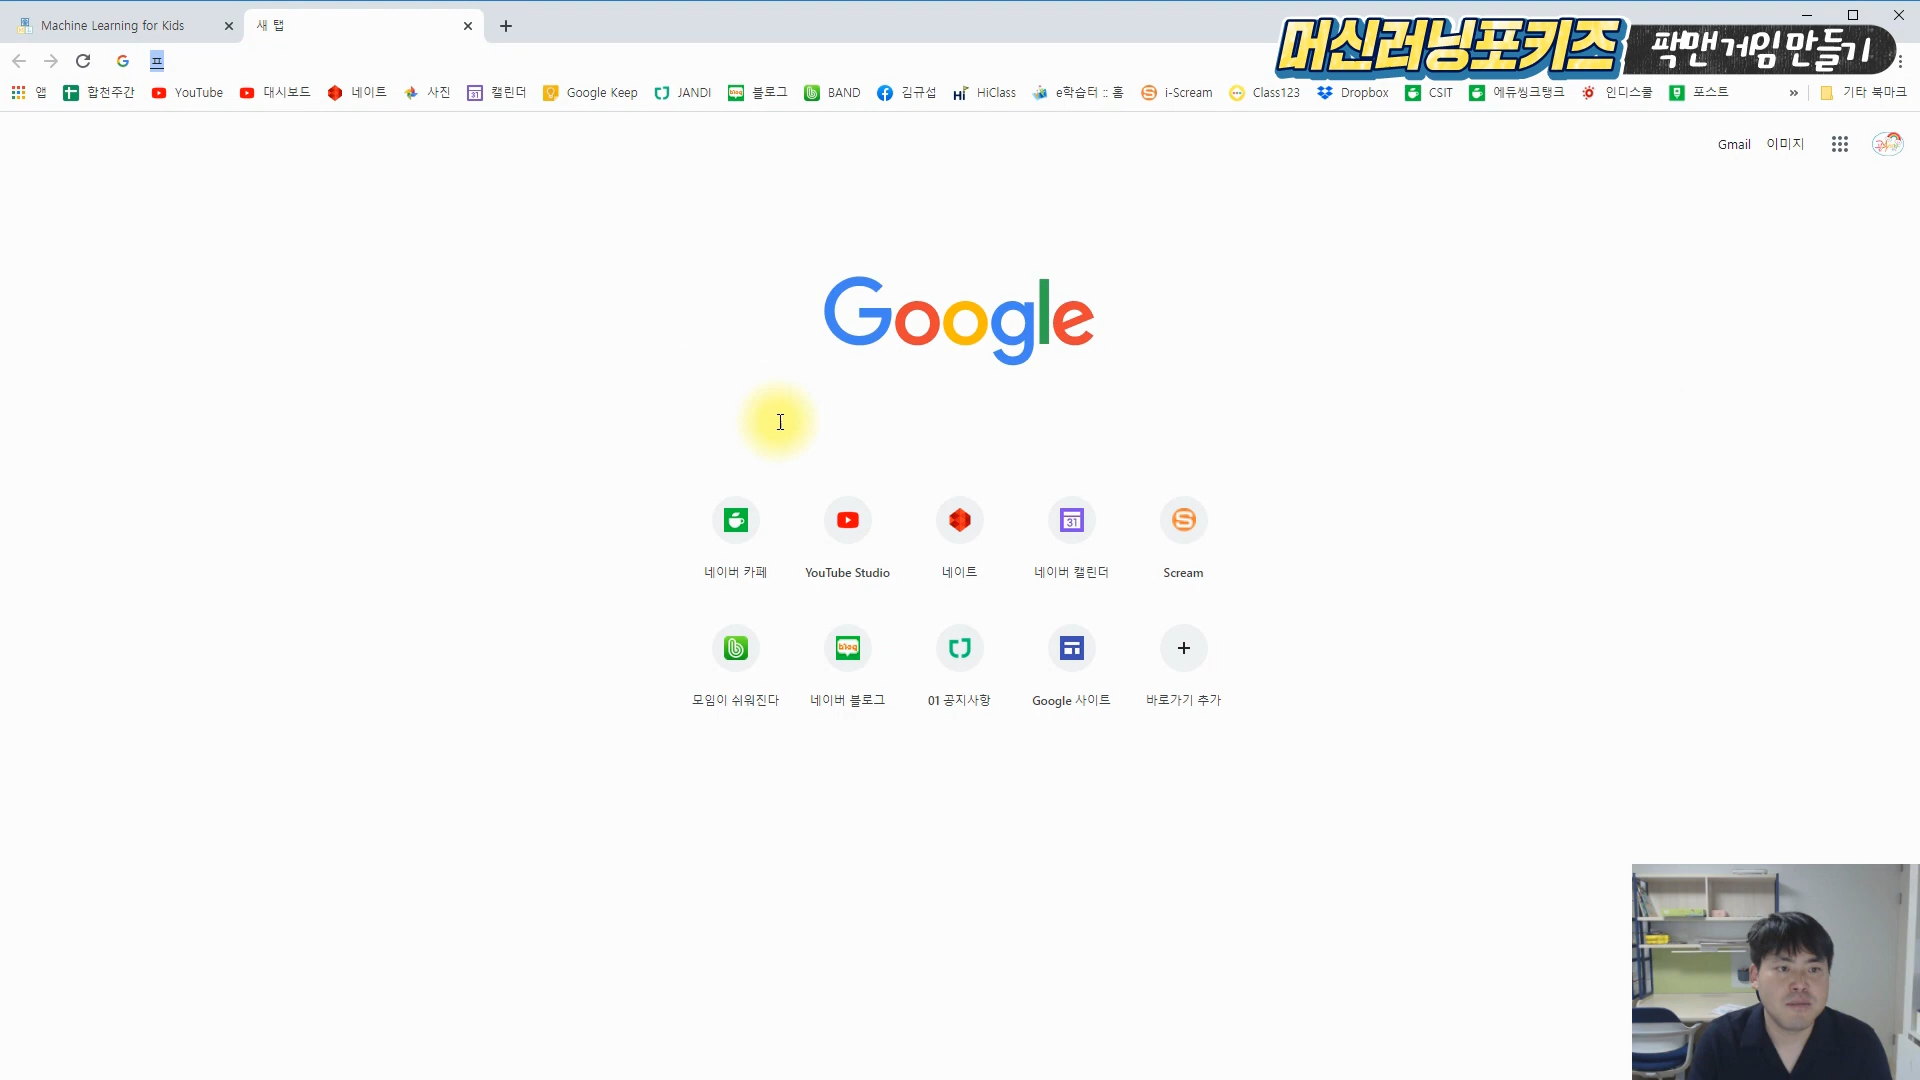 Machine Learning for Kids
새 탭
머신러닝포키즈
팩맨게임만들기
프
앱
합천주간
YouTube
대시보드
네이트
사진
캘린더
Google Keep
JANDI
블로그
BAND
김규섭
HiClass
e학습터 :: 홈
i-Scream
Class123
Dropbox
CSIT
에듀씽크탱크
인디스쿨
포스트
»
기타 북마크
Gmail
이미지
Google
네이버 카페
YouTube Studio
네이트
네이버 캘린더
Scream
모임이 쉬워진다
네이버 블로그
01 공지사항
Google 사이트
바로가기 추가